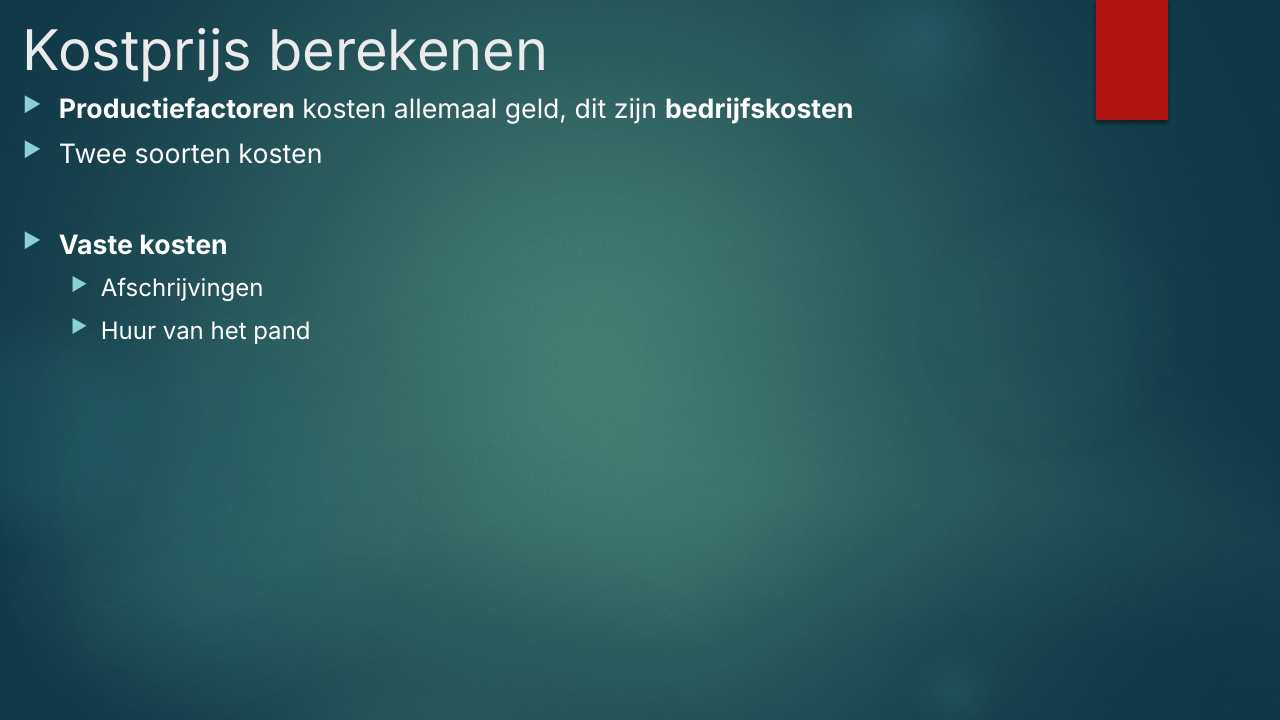 Kostprijs berekenen
Productiefactoren kosten allemaal geld, dit zijn bedrijfskosten
Twee soorten kosten
Vaste kosten
Afschrijvingen
Huur van het pand